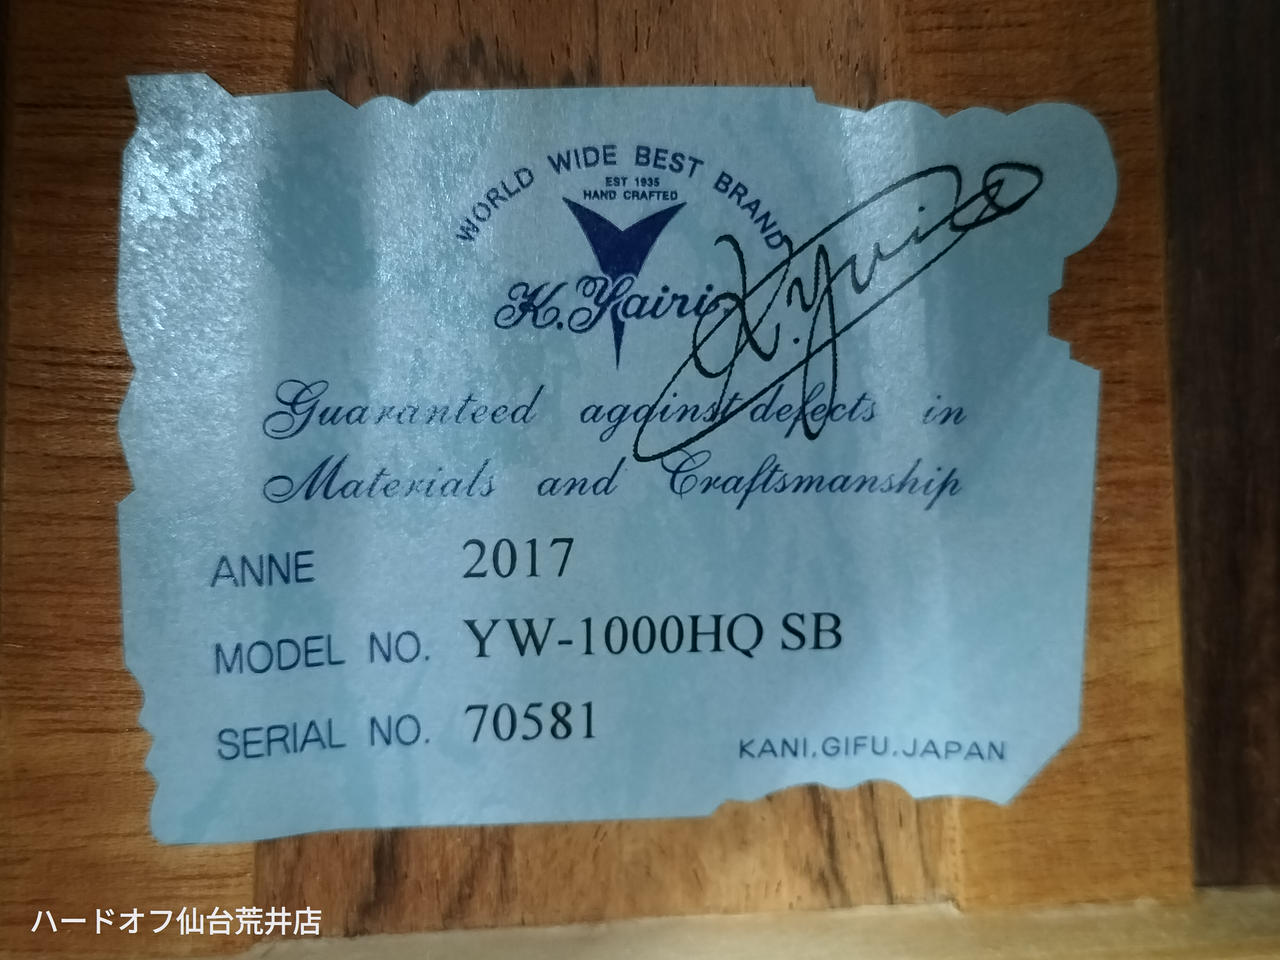 WORLD WIDE BEST BRAND
EST 1935
HAND CRAFTED
K.Yairi
K.Yairi
Guaranteed against defects in
Materials and Craftsmanship
ANNE 2017
MODEL NO. YW-1000HQ SB
SERIAL NO. 70581
KANI.GIFU.JAPAN
ハードオフ仙台荒井店